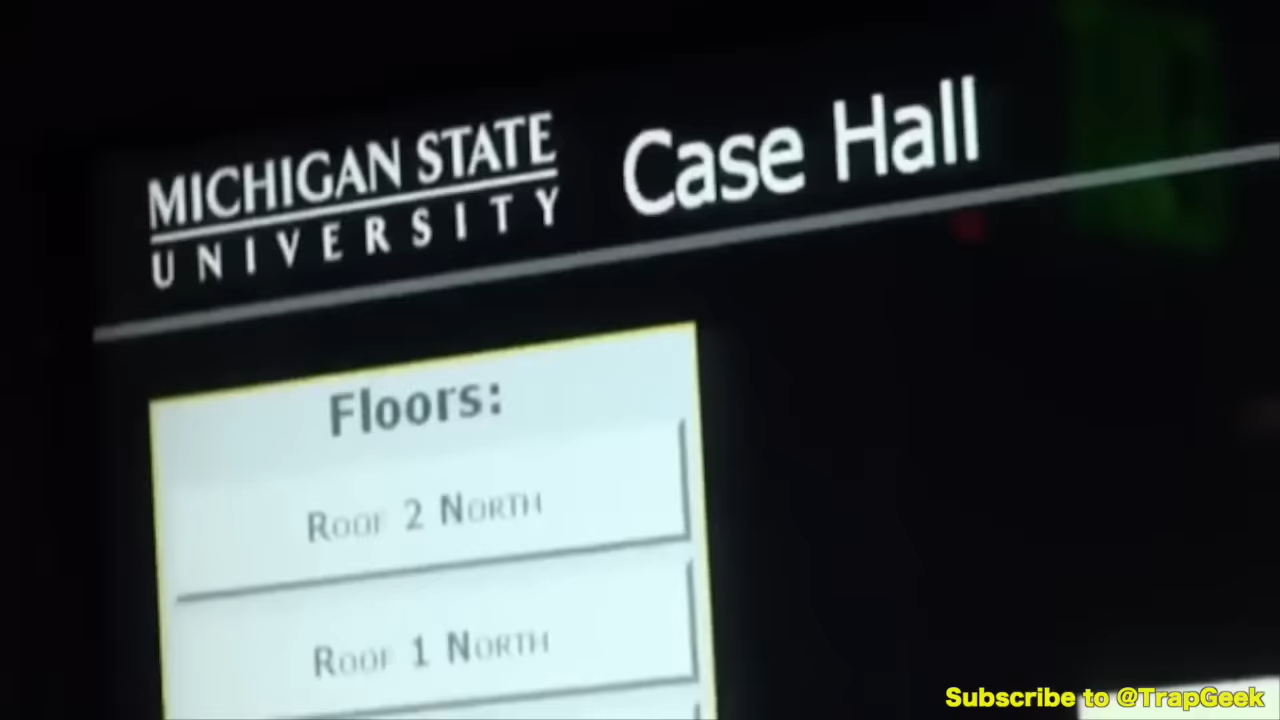 MICHIGAN STATE
UNIVERSITY
Case Hall
Floors:
ROOF 2 NORTH
ROOF 1 NORTH
Subscribe to @TrapGeek